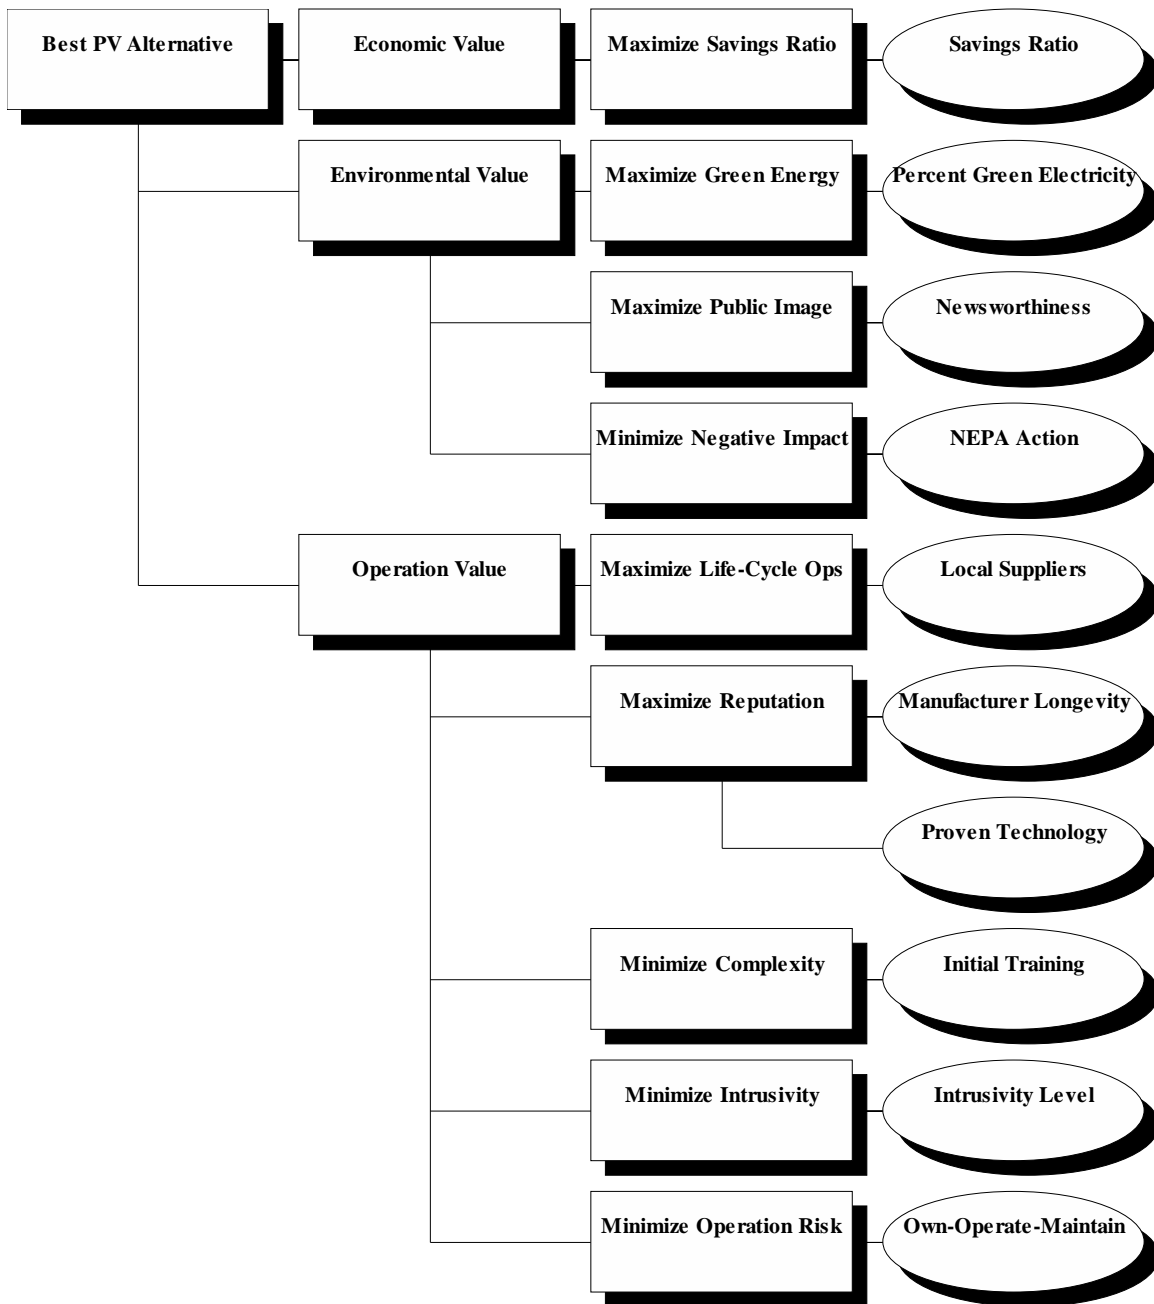 Best PV Alternative
Economic Value
Maximize Savings Ratio
Savings Ratio
Environmental Value
Maximize Green Energy
Percent Green Electricity
Maximize Public Image
Newsworthiness
Minimize Negative Impact
NEPA Action
Operation Value
Maximize Life-Cycle Ops
Local Suppliers
Maximize Reputation
Manufacturer Longevity
Proven Technology
Minimize Complexity
Initial Training
Minimize Intrusivity
Intrusivity Level
Minimize Operation Risk
Own-Operate-Maintain